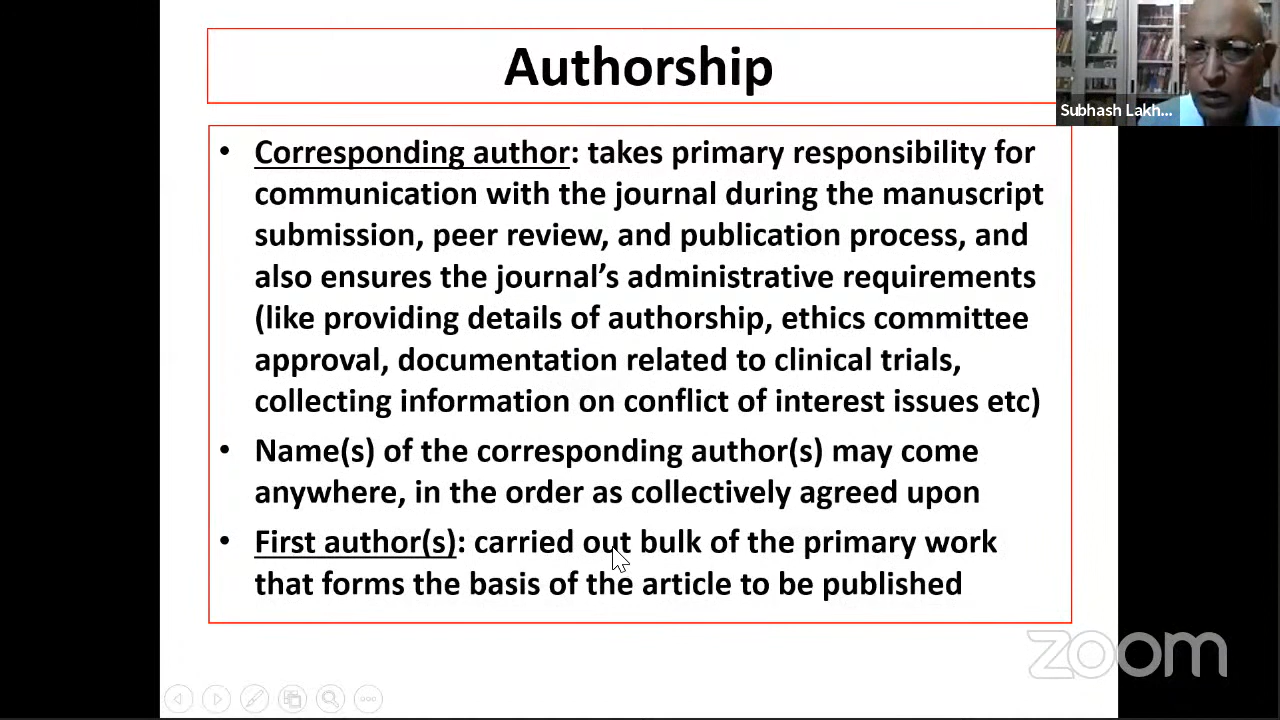 Authorship
Subhash Lakh...
• Corresponding author: takes primary responsibility for
communication with the journal during the manuscript
submission, peer review, and publication process, and
also ensures the journal’s administrative requirements
(like providing details of authorship, ethics committee
approval, documentation related to clinical trials,
collecting information on conflict of interest issues etc)
• Name(s) of the corresponding author(s) may come
anywhere, in the order as collectively agreed upon
• First author(s): carried out bulk of the primary work
that forms the basis of the article to be published
zoom